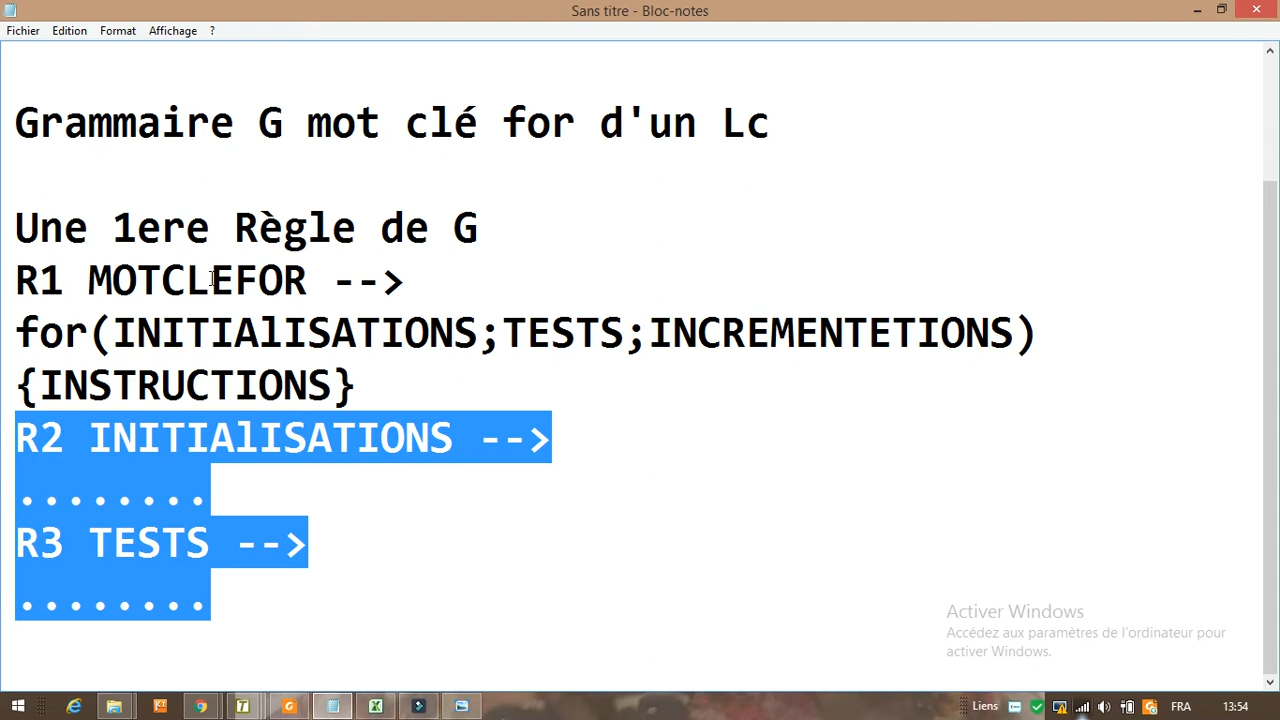 Sans titre - Bloc-notes
Fichier Edition Format Affichage ?
Grammaire G mot clé for d'un Lc
Une 1ere Règle de G
R1 MOTCLEFOR -->
for(INITIAlISATIONS;TESTS;INCREMENTETIONS)
{INSTRUCTIONS}
R2 INITIAlISATIONS -->
........
R3 TESTS -->
........
Activer Windows
Accédez aux paramètres de l'ordinateur pour
activer Windows.
Liens FRA 13:54